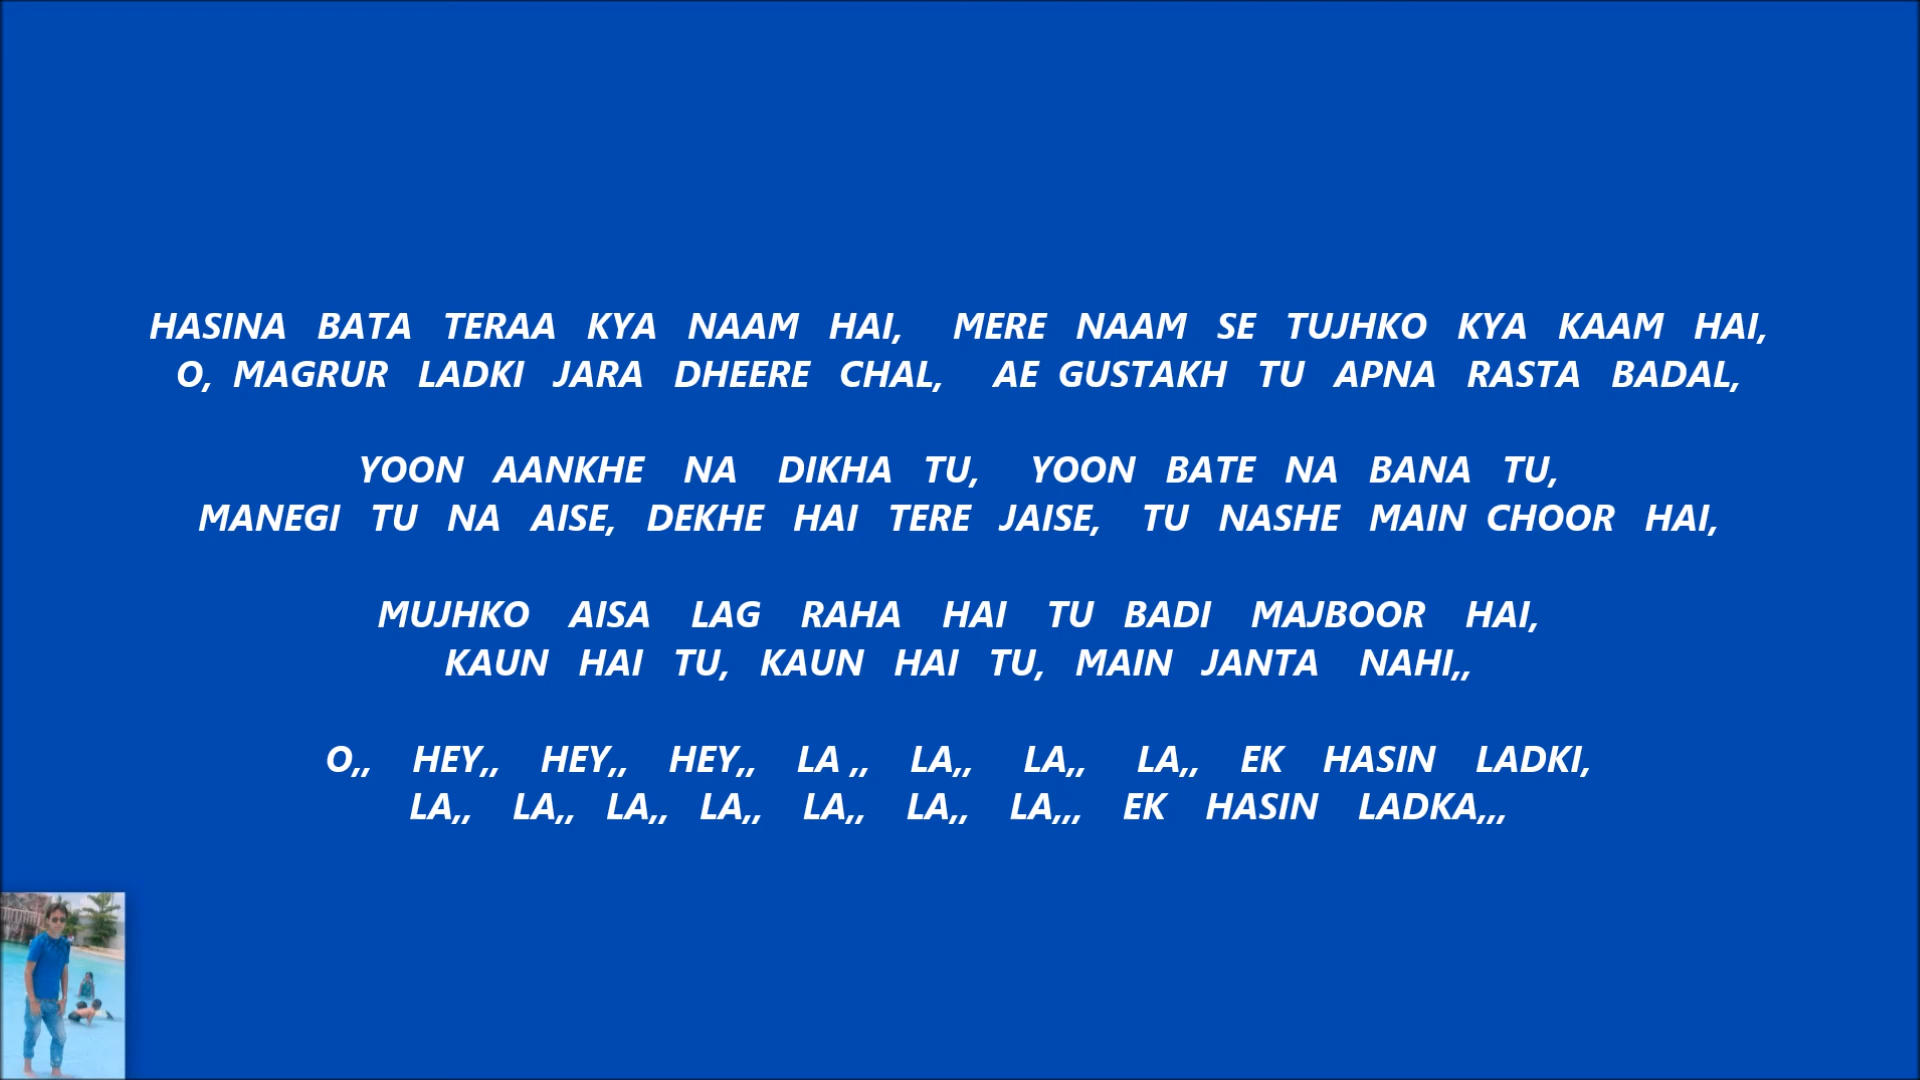 HASINA BATA TERAA KYA NAAM HAI, MERE NAAM SE TUJHKO KYA KAAM HAI,
O, MAGRUR LADKI JARA DHEERE CHAL, AE GUSTAKH TU APNA RASTA BADAL,
YOON AANKHE NA DIKHA TU, YOON BATE NA BANA TU,
MANEGI TU NA AISE, DEKHE HAI TERE JAISE, TU NASHE MAIN CHOOR HAI,
MUJHKO AISA LAG RAHA HAI TU BADI MAJBOOR HAI,
KAUN HAI TU, KAUN HAI TU, MAIN JANTA NAHI,,
O,, HEY,, HEY,, HEY,, LA ,, LA,, LA,, LA,, EK HASIN LADKI,
LA,, LA,, LA,, LA,, LA,, LA,, LA,,, EK HASIN LADKA,,,